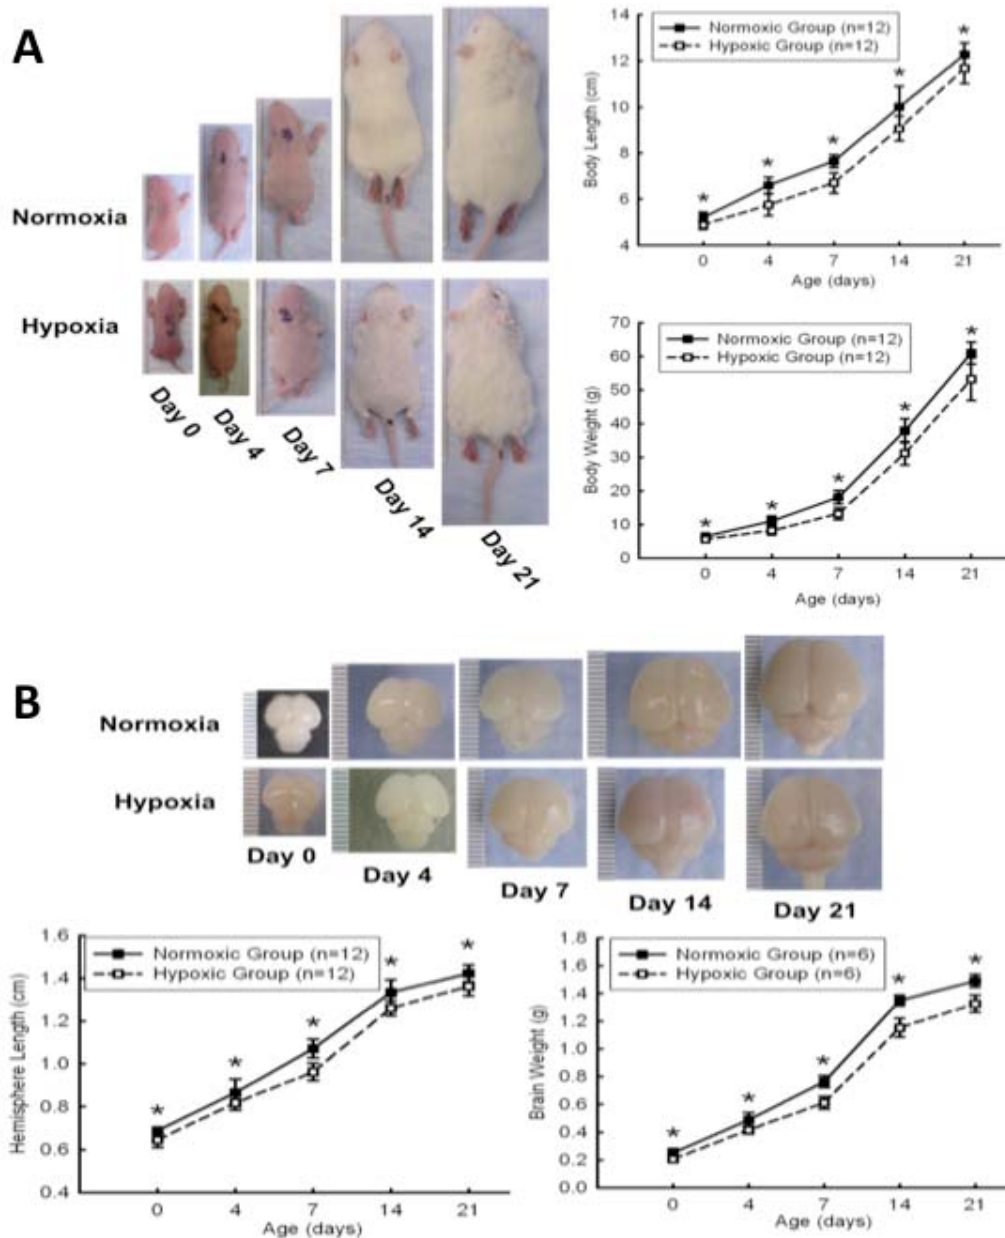 A
Normoxia
Hypoxia
Day 0
Day 4
Day 7
Day 14
Day 21
Normoxic Group (n=12)
Hypoxic Group (n=12)
Body Length (cm)
14
12
10
8
6
4
0 4 7 14 21
Age (days)
* * * * *
Normoxic Group (n=12)
Hypoxic Group (n=12)
Body Weight (g)
70
60
50
40
30
20
10
0
0 4 7 14 21
Age (days)
* * * * *
B
Normoxia
Hypoxia
Day 0
Day 4
Day 7
Day 14
Day 21
Normoxic Group (n=12)
Hypoxic Group (n=12)
Hemisphere Length (cm)
1.6
1.4
1.2
1.0
0.8
0.6
0.4
0 4 7 14 21
Age (days)
* * * * *
Normoxic Group (n=6)
Hypoxic Group (n=6)
Brain Weight (g)
1.8
1.6
1.4
1.2
1.0
0.8
0.6
0.4
0.2
0.0
0 4 7 14 21
Age (days)
* * * * *